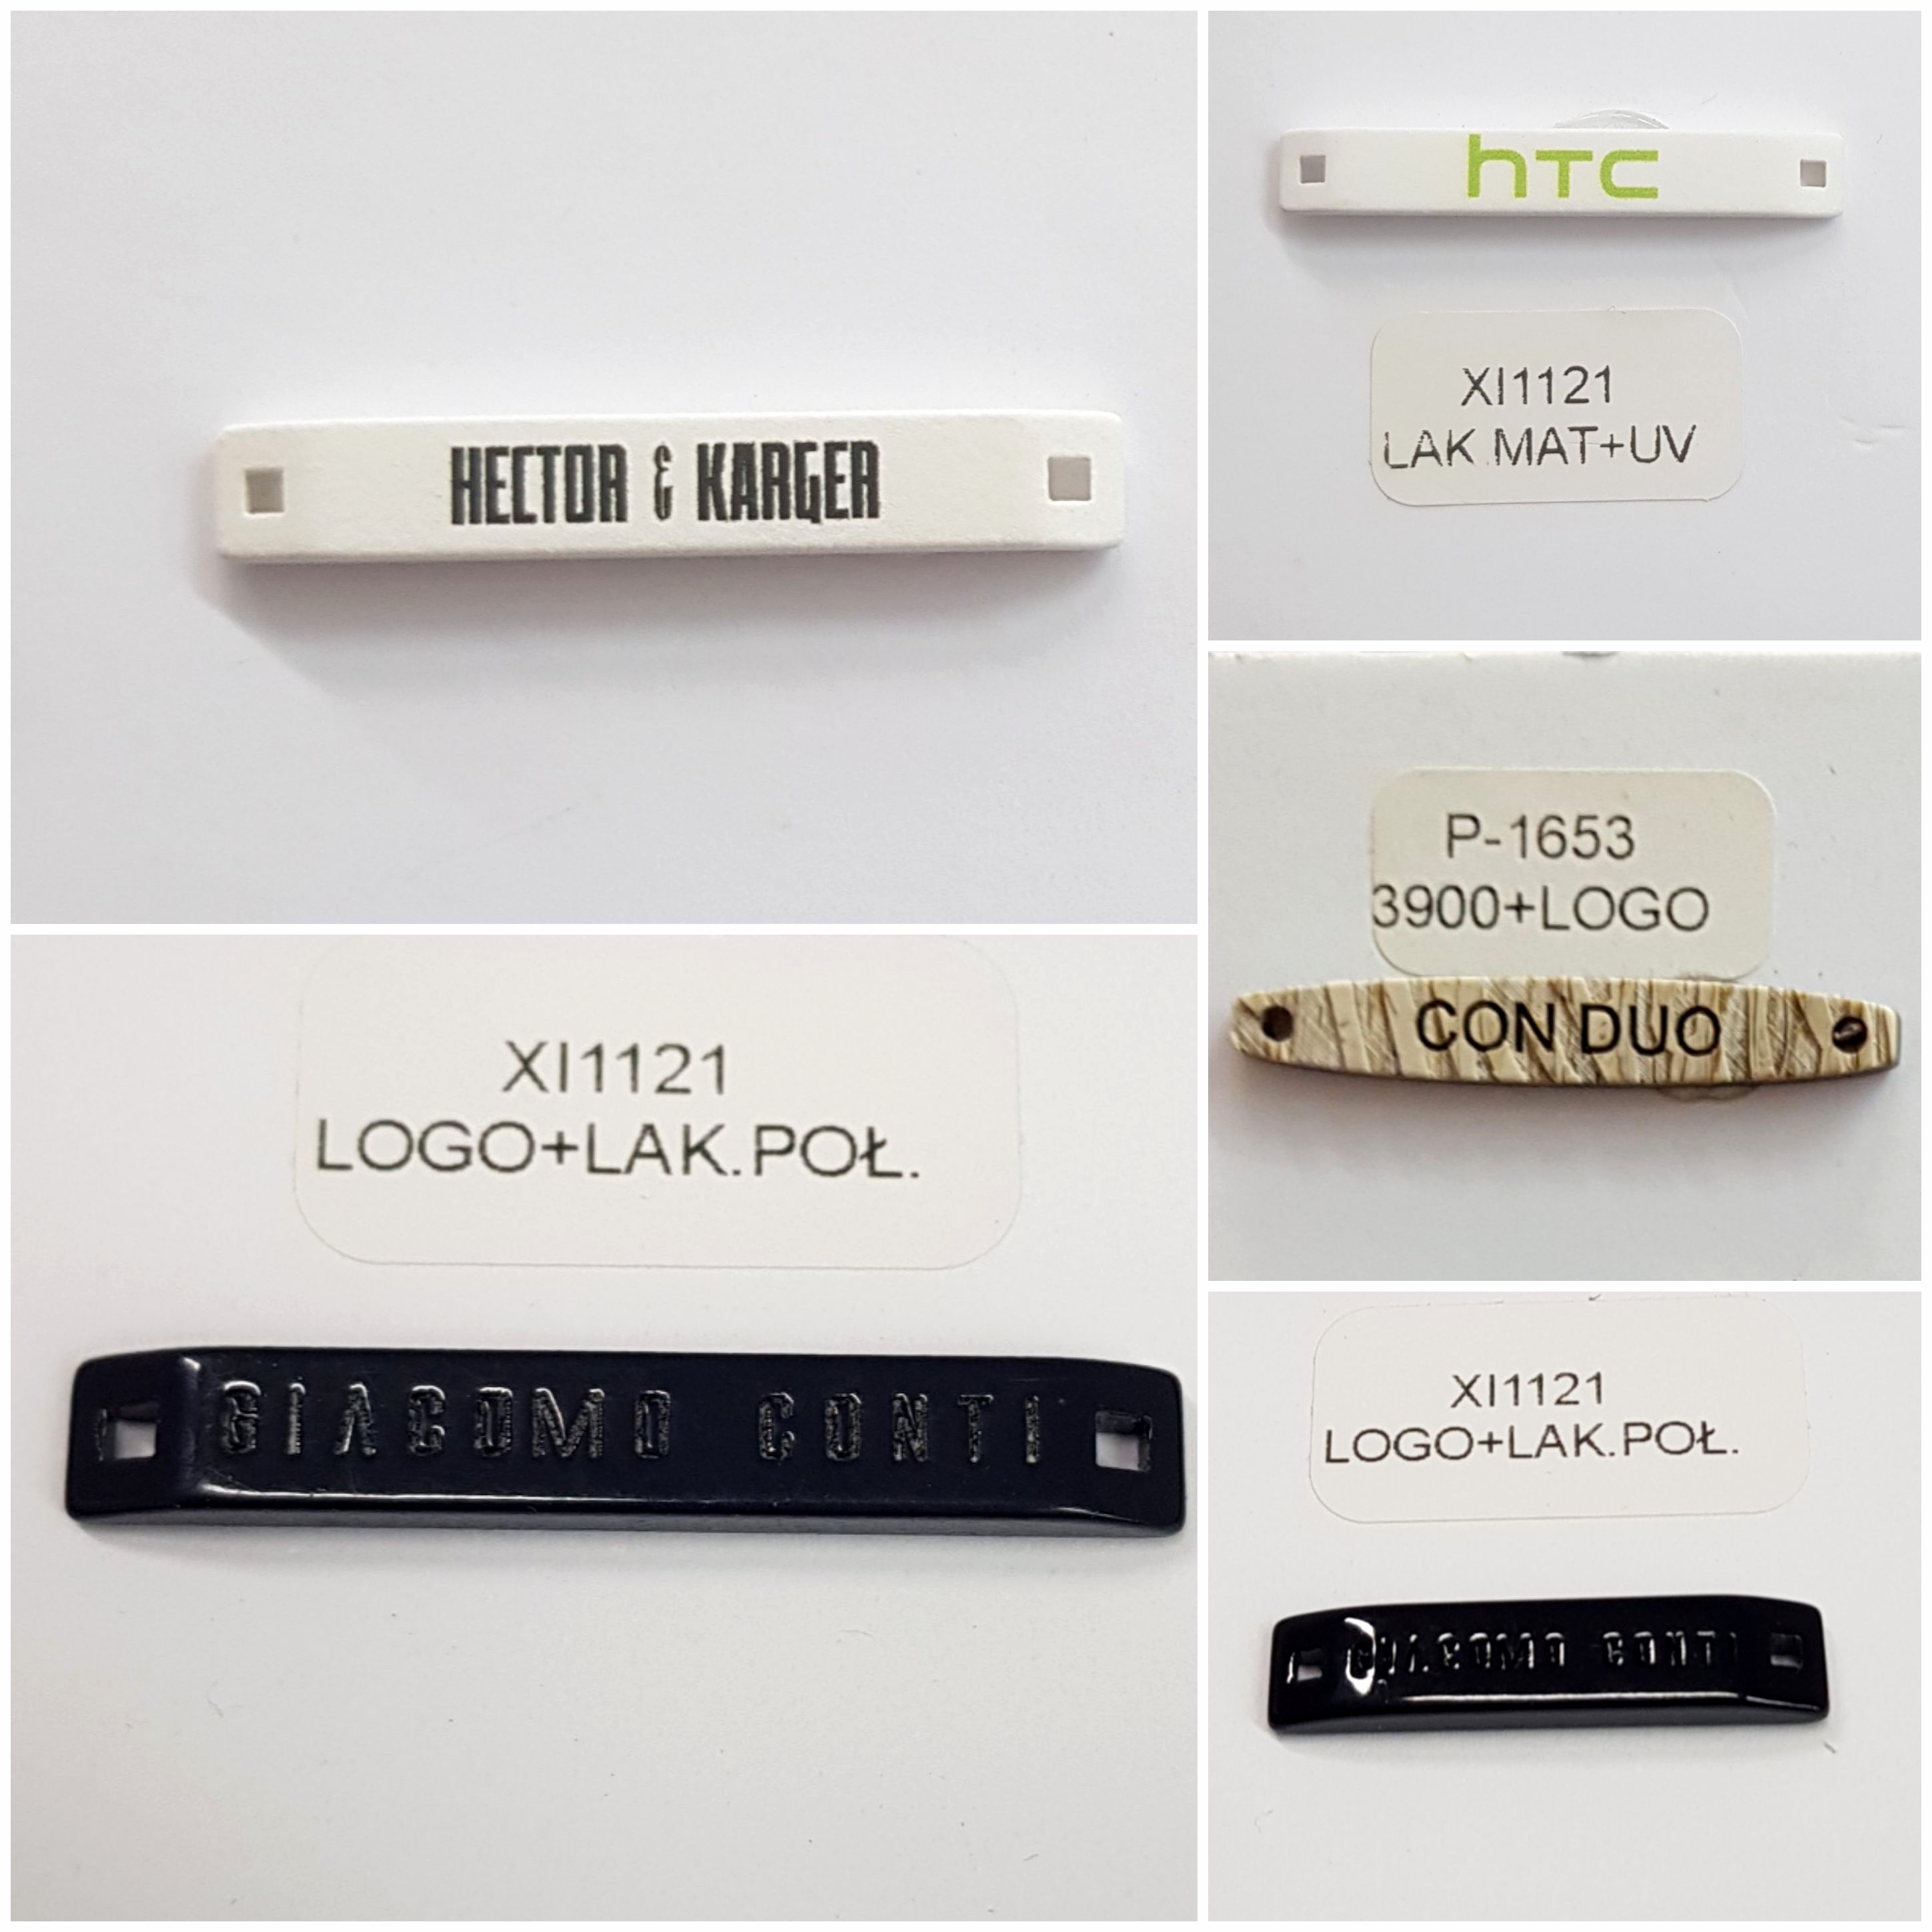 HECTOR & KARGER
hTC
XI1121
LAK MAT+UV
P-1653
3900+LOGO
CON DUO
XI1121
LOGO+LAK.POŁ.
GIACOMO CONTI
XI1121
LOGO+LAK.POŁ.
GIACOMO CONTI